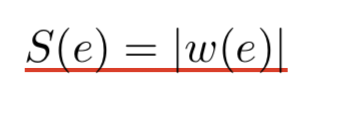 S(e) = |w(e)|